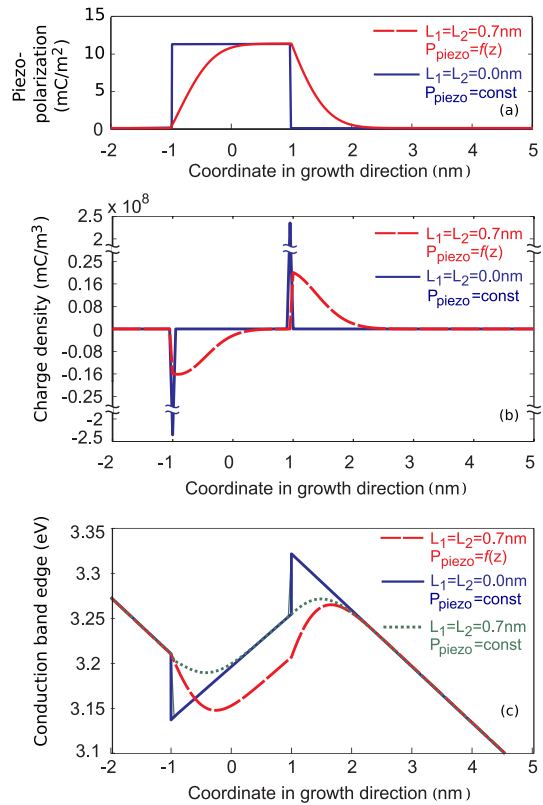 Piezo-
polarization
(mC/m²)
15
10
5
0
L₁=L₂=0.7nm
P_piezo=f(z)
L₁=L₂=0.0nm
P_piezo=const
(a)
-2 -1 0 1 2 3 4 5
Coordinate in growth direction (nm)
× 10⁸
Charge density (mC/m³)
2.5
2
0.25
0.16
0.08
0
-0.08
-0.16
-0.25
-2
-2.5
L₁=L₂=0.7nm
P_piezo=f(z)
L₁=L₂=0.0nm
P_piezo=const
(b)
-2 -1 0 1 2 3 4 5
Coordinate in growth direction (nm)
Conduction band edge (eV)
3.35
3.3
3.25
3.2
3.15
3.1
L₁=L₂=0.7nm
P_piezo=f(z)
L₁=L₂=0.0nm
P_piezo=const
L₁=L₂=0.7nm
P_piezo=const
(c)
-2 -1 0 1 2 3 4 5
Coordinate in growth direction (nm)